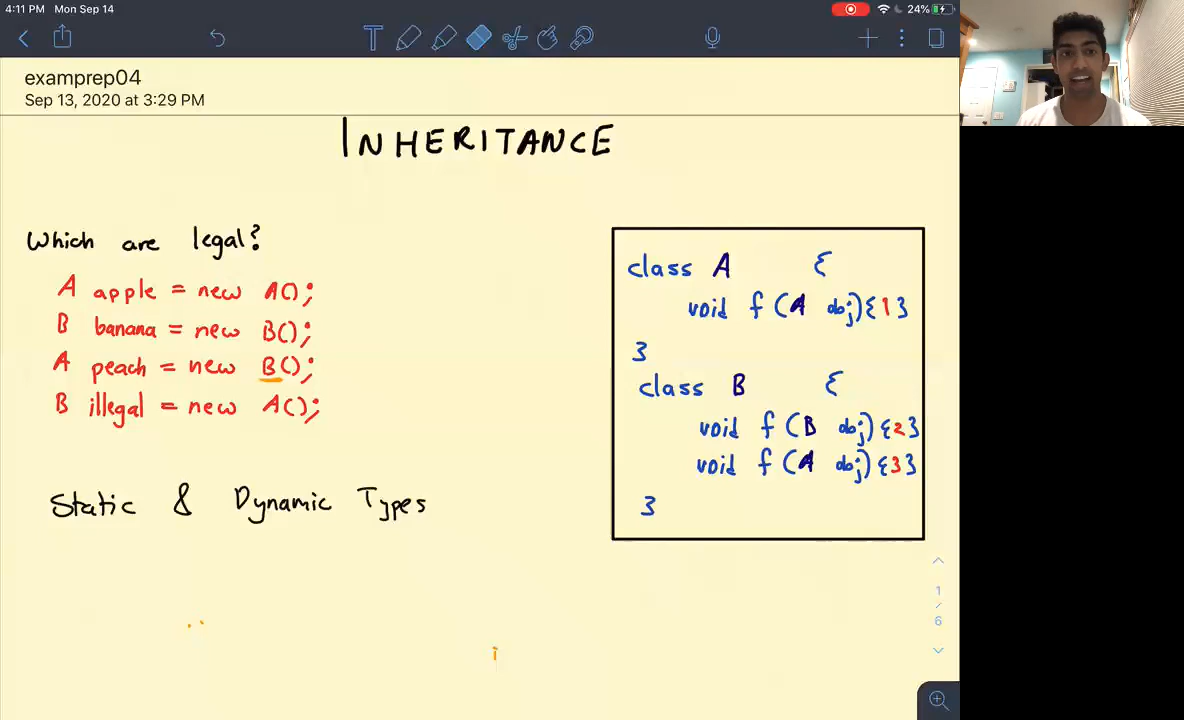 4:11 PM Mon Sep 14
24%
examprep04
Sep 13, 2020 at 3:29 PM
INHERITANCE
Which are legal?
A apple = new A();
B banana = new B();
A peach = new B();
B illegal = new A();
Static & Dynamic Types
class A {
void f (A obj){1}
}
class B {
void f (B obj){2}
void f (A obj){3}
}
1
/
6